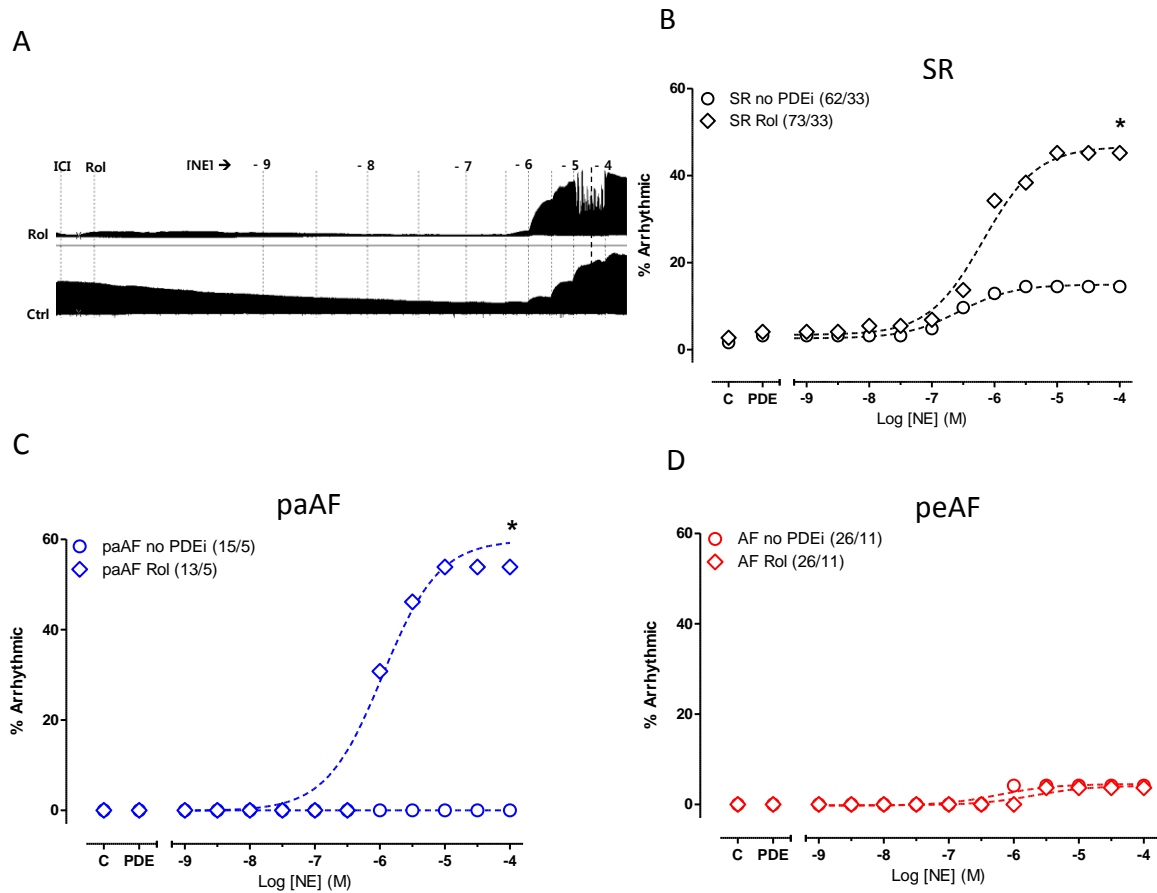 A
ICI Rol [NE] → - 9 - 8 - 7 - 6 - 5 - 4
Rol
Ctrl
B
SR
SR no PDEi (62/33)
SR Rol (73/33)
*
% Arrhythmic
60
40
20
0
C PDE -9 -8 -7 -6 -5 -4
Log [NE] (M)
C
paAF
paAF no PDEi (15/5)
paAF Rol (13/5)
*
% Arrhythmic
60
40
20
0
C PDE -9 -8 -7 -6 -5 -4
Log [NE] (M)
D
peAF
AF no PDEi (26/11)
AF Rol (26/11)
% Arrhythmic
60
40
20
0
C PDE -9 -8 -7 -6 -5 -4
Log [NE] (M)